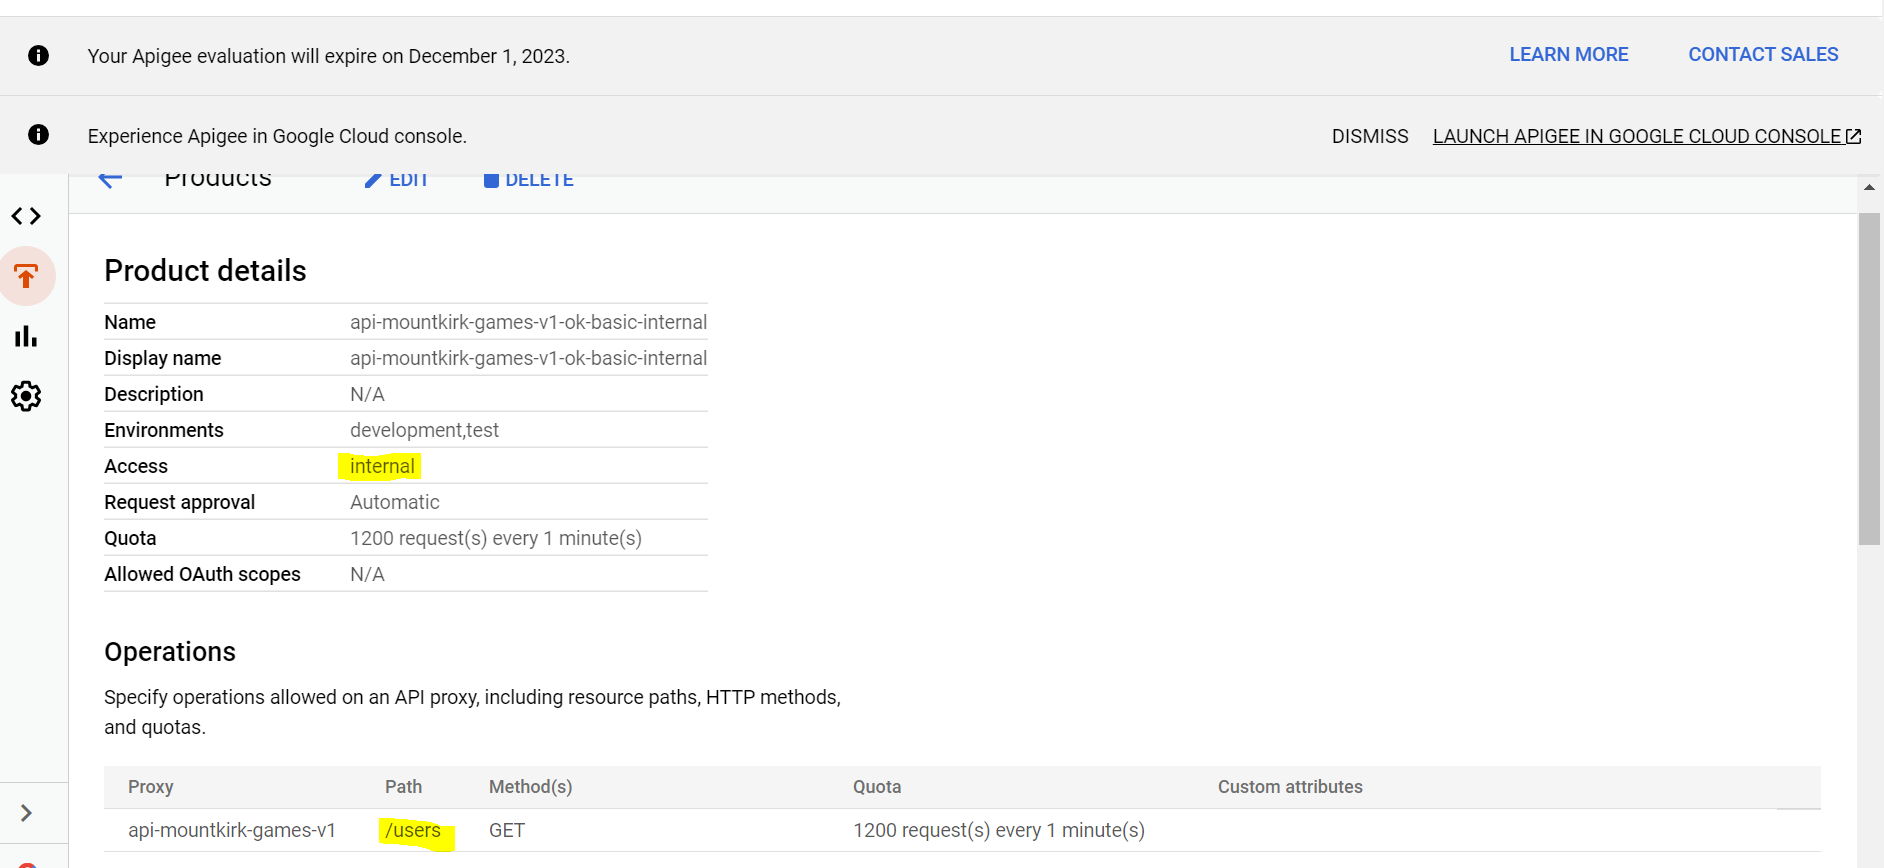 Your Apigee evaluation will expire on December 1, 2023. LEARN MORE CONTACT SALES
Experience Apigee in Google Cloud console. DISMISS LAUNCH APIGEE IN GOOGLE CLOUD CONSOLE
Products EDIT DELETE
Product details
Name api-mountkirk-games-v1-ok-basic-internal
Display name api-mountkirk-games-v1-ok-basic-internal
Description N/A
Environments development,test
Access internal
Request approval Automatic
Quota 1200 request(s) every 1 minute(s)
Allowed OAuth scopes N/A
Operations
Specify operations allowed on an API proxy, including resource paths, HTTP methods,
and quotas.
Proxy Path Method(s) Quota Custom attributes
api-mountkirk-games-v1 /users GET 1200 request(s) every 1 minute(s)